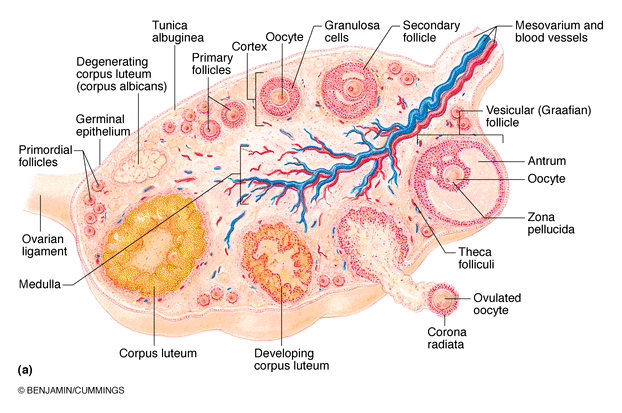 (a)
Tunica
albuginea
Degenerating
corpus luteum
(corpus albicans)
Primary
follicles
Cortex
Oocyte
Granulosa
cells
Secondary
follicle
Mesovarium and
blood vessels
Germinal
epithelium
Primordial
follicles
Vesicular (Graafian)
follicle
Antrum
Oocyte
Zona
pellucida
Theca
folliculi
Ovarian
ligament
Medulla
Ovulated
oocyte
Corona
radiata
Corpus luteum
Developing
corpus luteum
(a)
© BENJAMIN/CUMMINGS